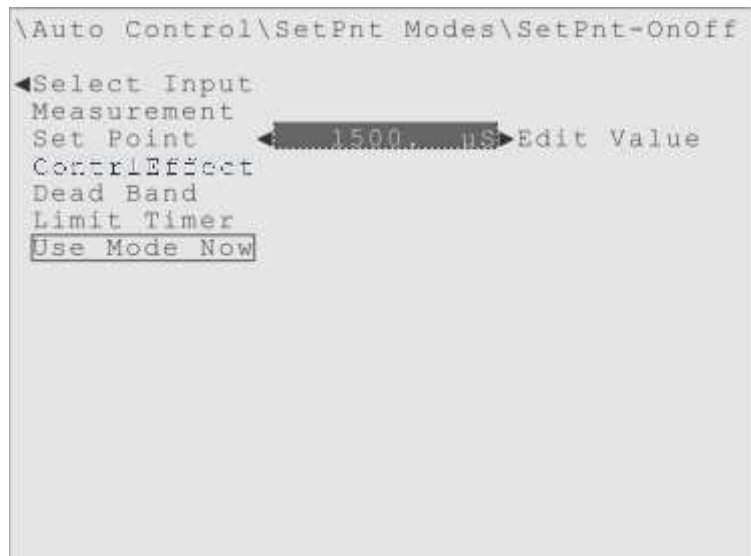 \Auto Control\SetPnt Modes\SetPnt-OnOff
◀Select Input
Measurement
Set Point ◀ 1500. µS▶Edit Value
ContrlEffect
Dead Band
Limit Timer
Use Mode Now